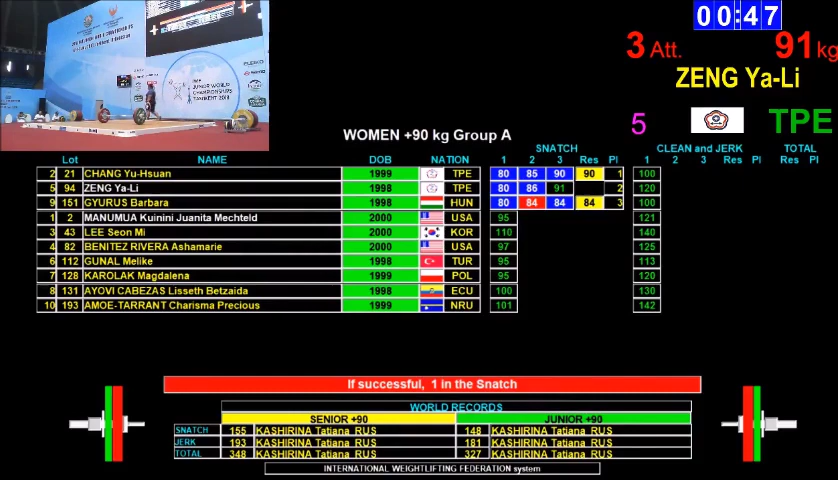 00:47
3 Att. 91kg
ZENG Ya-Li
5 TPE
JUNIOR WORLD
CHAMPIONSHIPS
WOMEN +90 kg Group A
SNATCH CLEAN and JERK TOTAL
Lot NAME DOB NATION 1 2 3 Res Pl 1 2 3 Res Pl Res Pl
2 21 CHANG Yu-Hsuan 1999 TPE 80 85 90 90 1 100
5 94 ZENG Ya-Li 1998 TPE 80 86 91 2 120
9 151 GYURUS Barbara 1998 HUN 80 84 84 84 3 100
1 2 MANUMUA Kuinini Juanita Mechteld 2000 USA 95 121
3 43 LEE Seon Mi 2000 KOR 110 140
4 82 BENITEZ RIVERA Ashamarie 2000 USA 97 125
6 112 GUNAL Melike 1998 TUR 95 113
7 128 KAROLAK Magdalena 1999 POL 95 120
8 131 AYOVI CABEZAS Lisseth Betzaida 1998 ECU 100 130
10 193 AMOE-TARRANT Charisma Precious 1999 NRU 101 142
If successful, 1 in the Snatch
WORLD RECORDS
SENIOR +90 JUNIOR +90
SNATCH 155 KASHIRINA Tatiana RUS 148 KASHIRINA Tatiana RUS
JERK 193 KASHIRINA Tatiana RUS 181 KASHIRINA Tatiana RUS
TOTAL 348 KASHIRINA Tatiana RUS 327 KASHIRINA Tatiana RUS
INTERNATIONAL WEIGHTLIFTING FEDERATION system